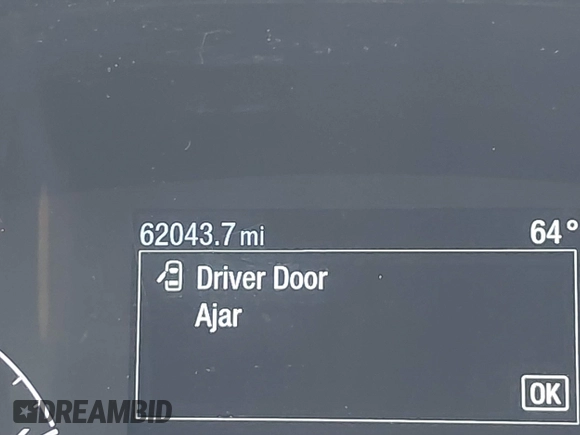 62043.7 mi 64°
Driver Door
Ajar
OK
DREAMBID